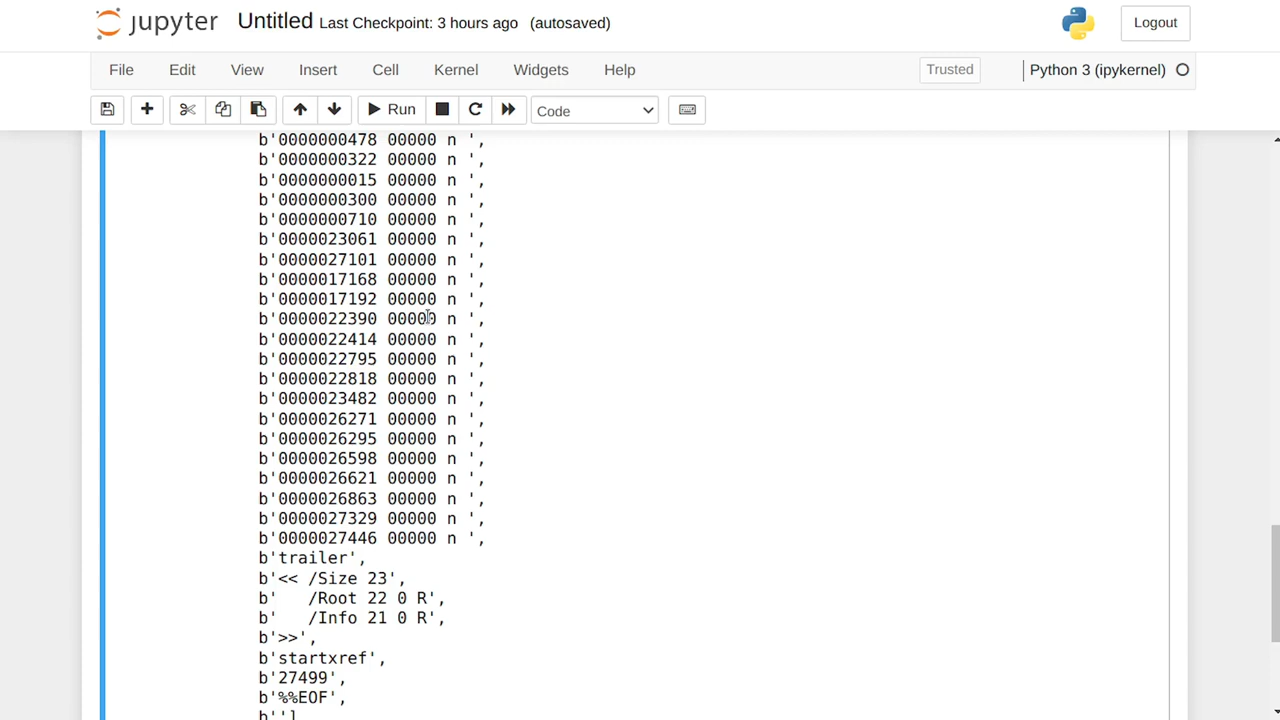 jupyter Untitled Last Checkpoint: 3 hours ago (autosaved) Logout
File Edit View Insert Cell Kernel Widgets Help Trusted Python 3 (ipykernel)
Run Code
b'0000000478 00000 n ',
b'0000000322 00000 n ',
b'0000000015 00000 n ',
b'0000000300 00000 n ',
b'0000000710 00000 n ',
b'0000023061 00000 n ',
b'0000027101 00000 n ',
b'0000017168 00000 n ',
b'0000017192 00000 n ',
b'0000022390 00000 n ',
b'0000022414 00000 n ',
b'0000022795 00000 n ',
b'0000022818 00000 n ',
b'0000023482 00000 n ',
b'0000026271 00000 n ',
b'0000026295 00000 n ',
b'0000026598 00000 n ',
b'0000026621 00000 n ',
b'0000026863 00000 n ',
b'0000027329 00000 n ',
b'0000027446 00000 n ',
b'trailer',
b'<< /Size 23',
b'   /Root 22 0 R',
b'   /Info 21 0 R',
b'>>',
b'startxref',
b'27499',
b'%%EOF',
b'']